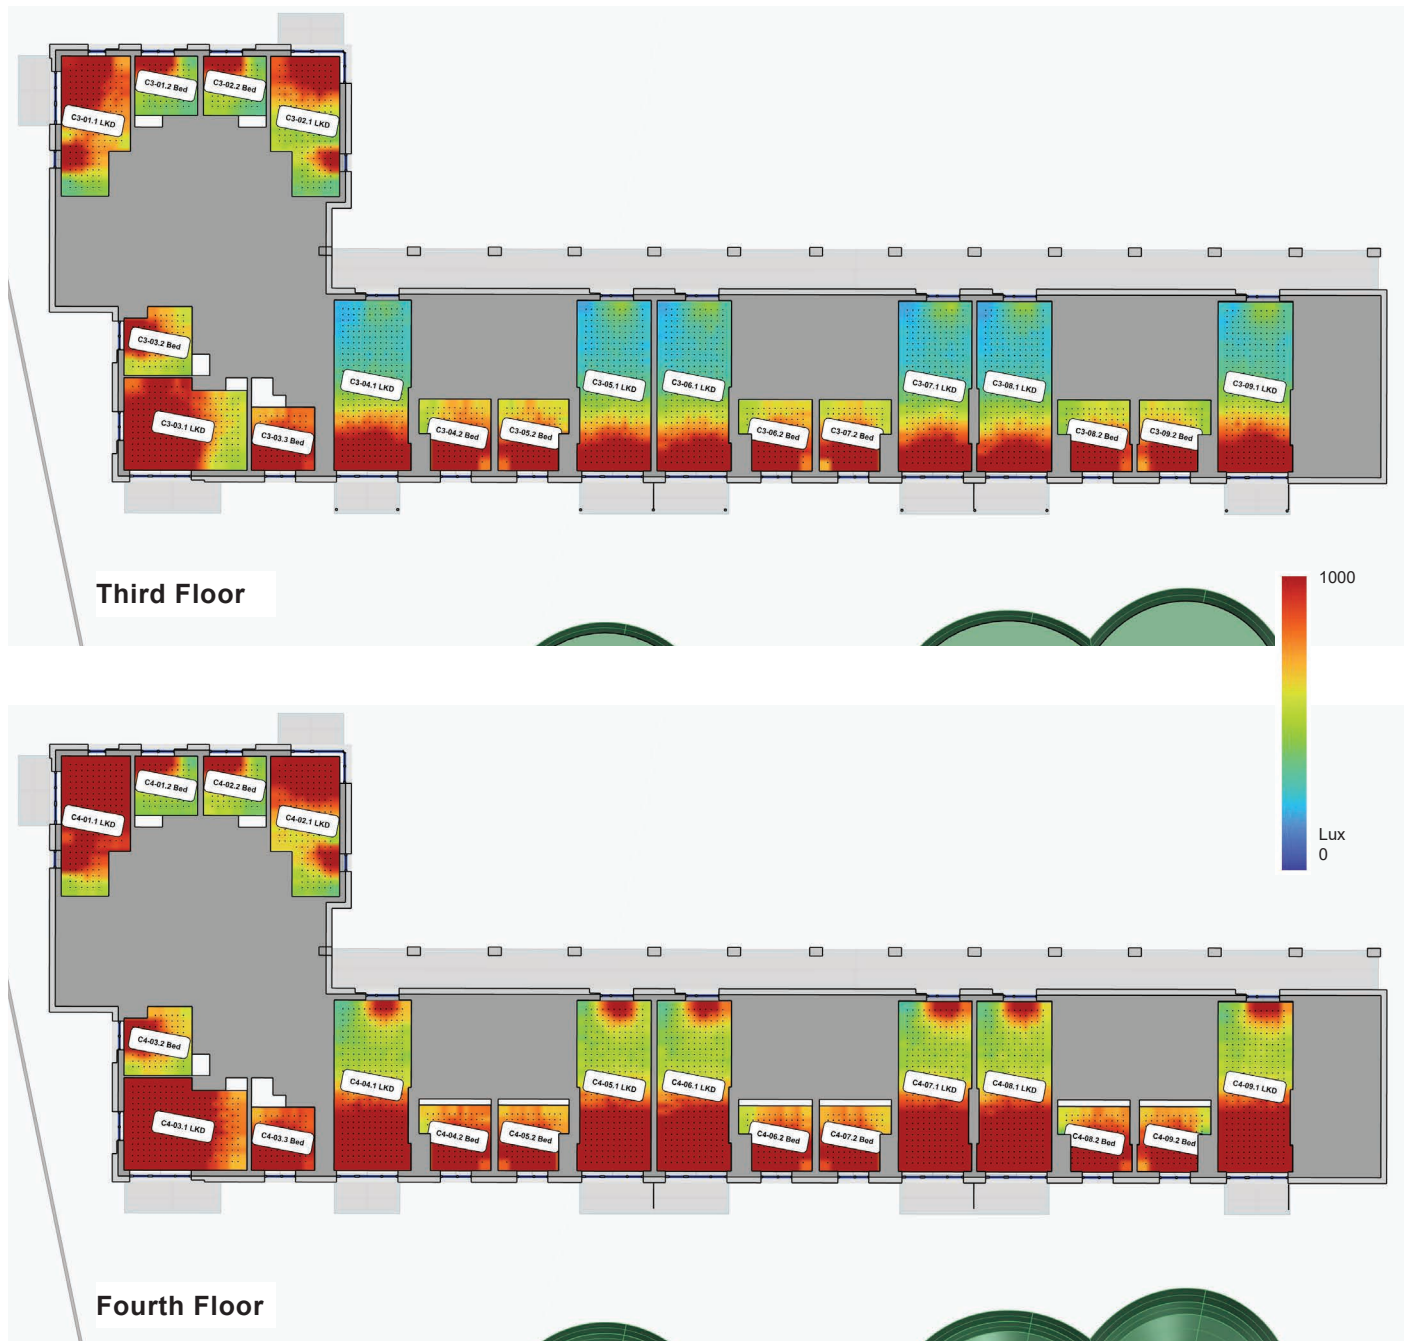 C3-01.2 Bed
C3-02.2 Bed
C3-01.1 LKD
C3-02.1 LKD
C3-03.2 Bed
C3-04.1 LKD
C3-05.1 LKD
C3-06.1 LKD
C3-07.1 LKD
C3-08.1 LKD
C3-09.1 LKD
C3-03.1 LKD
C3-03.3 Bed
C3-04.2 Bed
C3-05.2 Bed
C3-06.2 Bed
C3-07.2 Bed
C3-08.2 Bed
C3-09.2 Bed
Third Floor
1000
Lux
0
C4-01.2 Bed
C4-02.2 Bed
C4-01.1 LKD
C4-02.1 LKD
C4-03.2 Bed
C4-04.1 LKD
C4-05.1 LKD
C4-06.1 LKD
C4-07.1 LKD
C4-08.1 LKD
C4-09.1 LKD
C4-03.1 LKD
C4-03.3 Bed
C4-04.2 Bed
C4-05.2 Bed
C4-06.2 Bed
C4-07.2 Bed
C4-08.2 Bed
C4-09.2 Bed
Fourth Floor